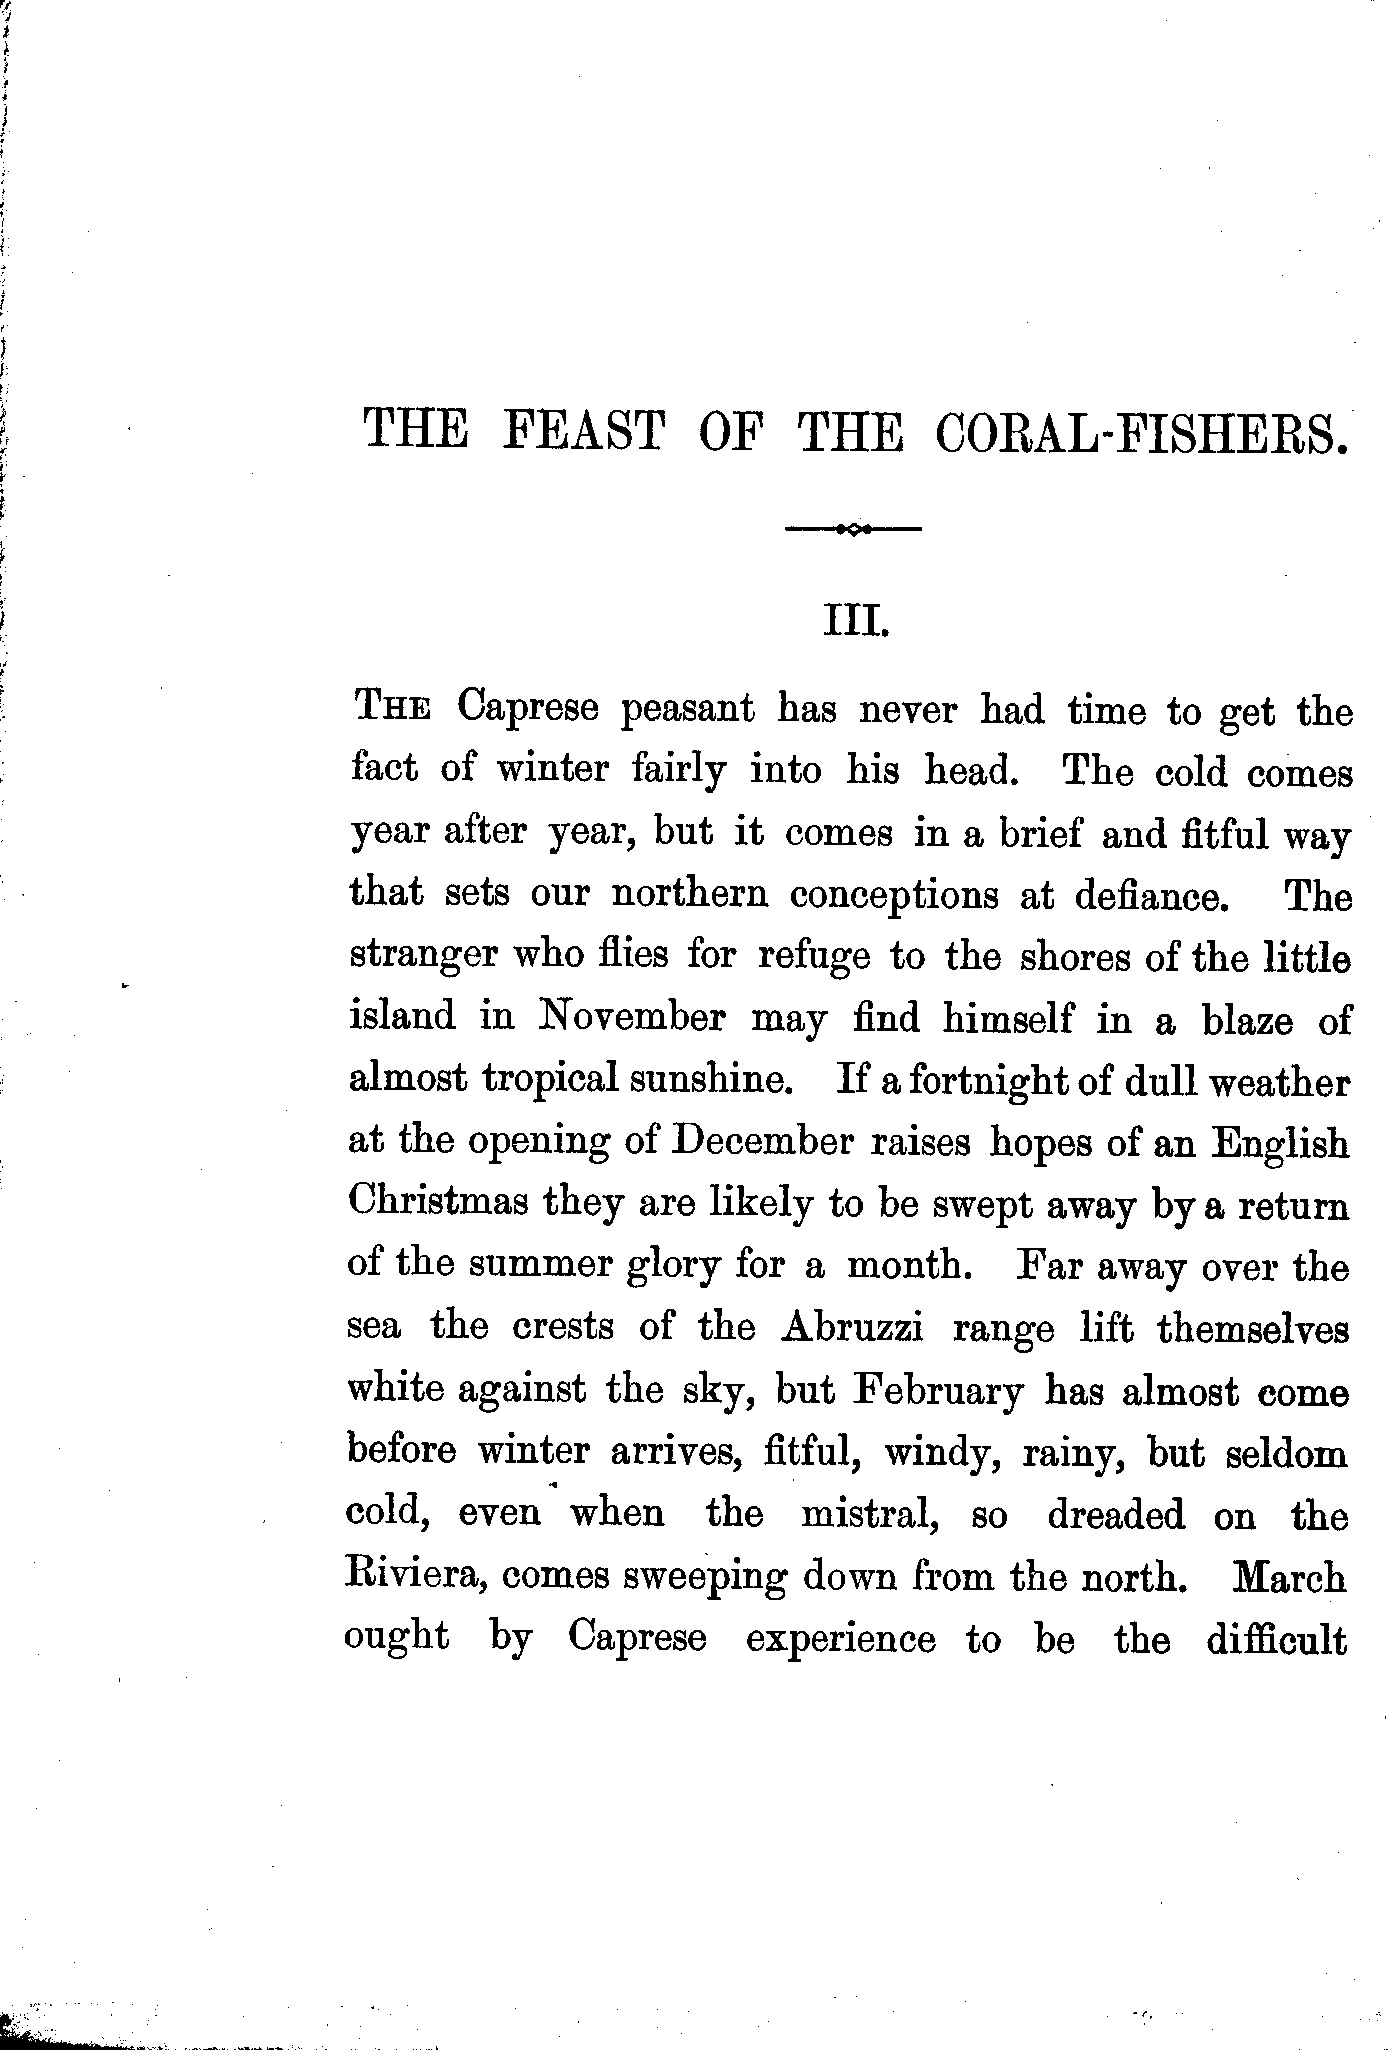 THE FEAST OF THE CORAL-FISHERS.
III.
THE Caprese peasant has never had time to get the
fact of winter fairly into his head. The cold comes
year after year, but it comes in a brief and fitful way
that sets our northern conceptions at defiance. The
stranger who flies for refuge to the shores of the little
island in November may find himself in a blaze of
almost tropical sunshine. If a fortnight of dull weather
at the opening of December raises hopes of an English
Christmas they are likely to be swept away by a return
of the summer glory for a month. Far away over the
sea the crests of the Abruzzi range lift themselves
white against the sky, but February has almost come
before winter arrives, fitful, windy, rainy, but seldom
cold, even when the mistral, so dreaded on the
Riviera, comes sweeping down from the north. March
ought by Caprese experience to be the difficult